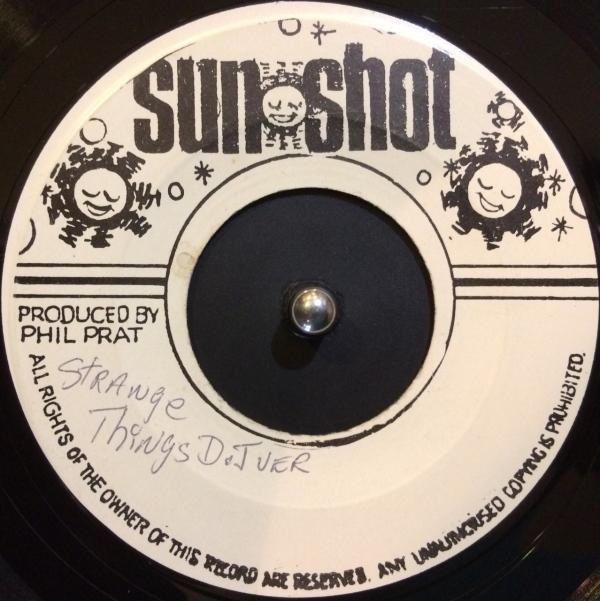 sun shot
PRODUCED BY
PHIL PRAT
STRANGE
THINGS D.JVER
ALL RIGHTS OF THE OWNER OF THIS RECORD ARE RESERVED. ANY UNAUTHORISED COPYING IS PROHIBITED.